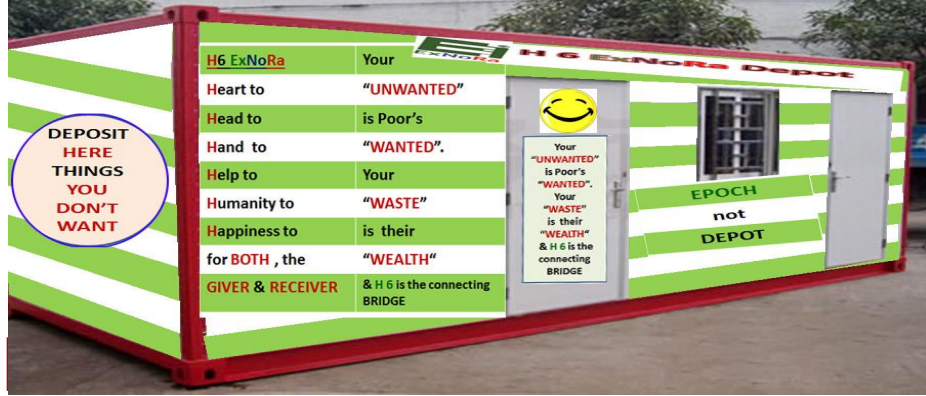 DEPOSIT
HERE
THINGS
YOU
DON'T
WANT
H6 ExNoRa Your
Heart to “UNWANTED”
Head to is Poor's
Hand to “WANTED”.
Help to Your
Humanity to “WASTE”
Happiness to is their
for BOTH , the “WEALTH“
GIVER & RECEIVER & H 6 is the connecting
BRIDGE
ExNoRa
H 6 ExNoRa Depot
Your
“UNWANTED”
is Poor's
“WANTED”.
Your
“WASTE”
is their
“WEALTH“
& H 6 is the
connecting
BRIDGE
EPOCH
not
DEPOT